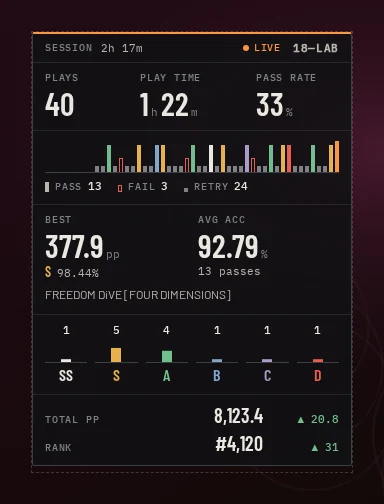 SESSION 2h 17m LIVE 18—LAB
PLAYS PLAY TIME PASS RATE
40 1h 22m 33%
PASS 13 FAIL 3 RETRY 24
BEST AVG ACC
377.9pp 92.79%
S 98.44% 13 passes
FREEDOM DiVE [FOUR DIMENSIONS]
1 5 4 1 1 1
SS S A B C D
TOTAL PP 8,123.4 ▲ 20.8
RANK #4,120 ▲ 31